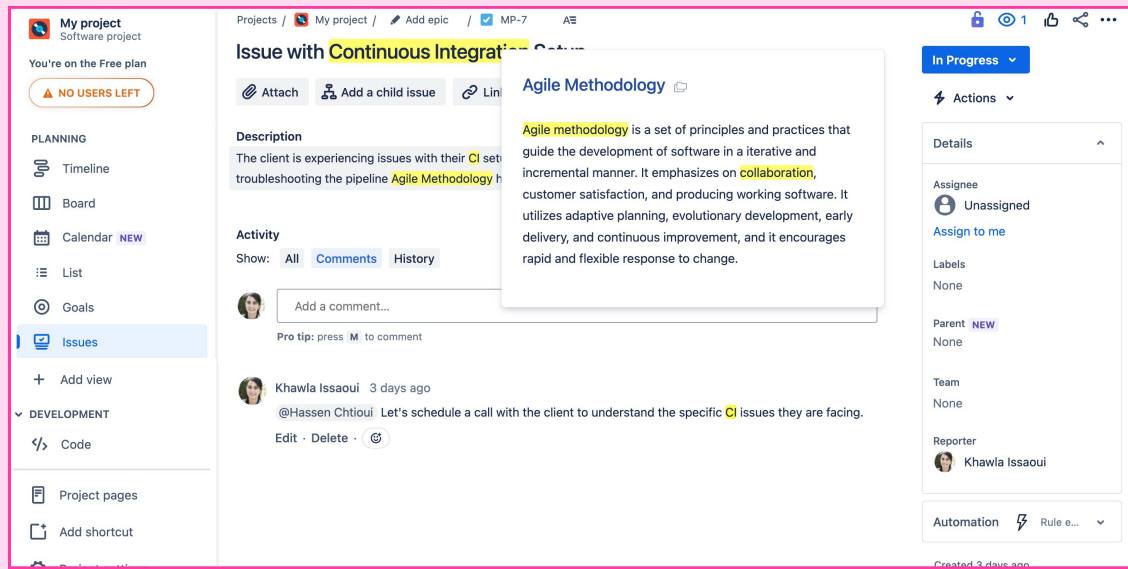 My project
Software project
You're on the Free plan
NO USERS LEFT
PLANNING
Timeline
Board
Calendar NEW
List
Goals
Issues
Add view
DEVELOPMENT
Code
Project pages
Add shortcut
Projects / My project / Add epic / MP-7
Issue with Continuous Integration Setup
Attach
Add a child issue
Description
The client is experiencing issues with their CI
troubleshooting the pipeline Agile Methodology
Activity
Show: All Comments History
Add a comment...
Pro tip: press M to comment
Khawla Issaoui 3 days ago
@Hassen Chtioui Let's schedule a call with the client to understand the specific CI issues they are facing.
Edit · Delete ·
Agile Methodology
Agile methodology is a set of principles and practices that
guide the development of software in a iterative and
incremental manner. It emphasizes on collaboration,
customer satisfaction, and producing working software. It
utilizes adaptive planning, evolutionary development, early
delivery, and continuous improvement, and it encourages
rapid and flexible response to change.
1
In Progress
Actions
Details
Assignee
Unassigned
Assign to me
Labels
None
Parent NEW
None
Team
None
Reporter
Khawla Issaoui
Automation Rule e...
Created 3 days ago